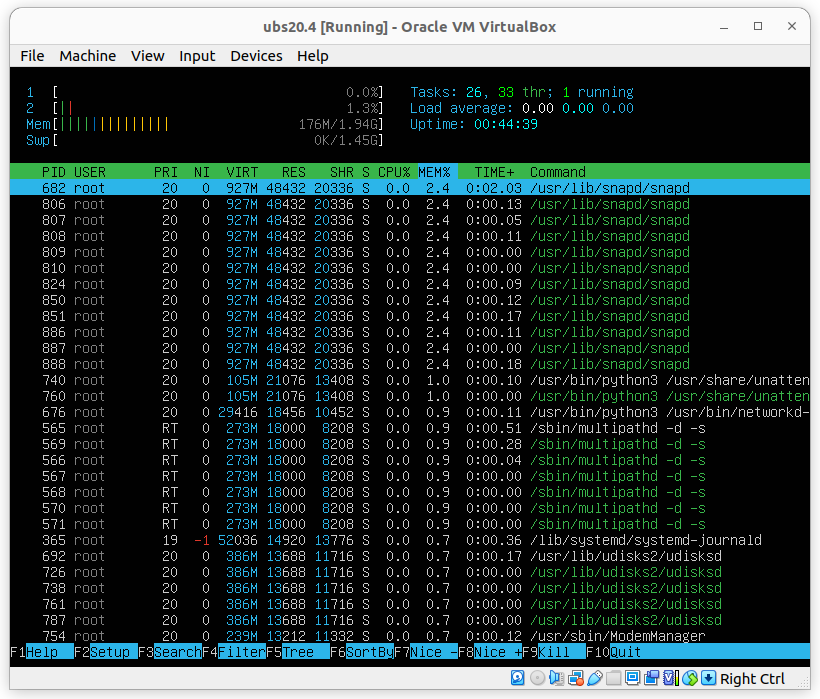 ubs20.4 [Running] - Oracle VM VirtualBox
File Machine View Input Devices Help
1 [ 0.0%] Tasks: 26, 33 thr; 1 running
2 [|| 1.3%] Load average: 0.00 0.00 0.00
Mem[|||||||||||||||| 176M/1.94G] Uptime: 00:44:39
Swp[ 0K/1.45G]
PID USER PRI NI VIRT RES SHR S CPU% MEM% TIME+ Command
682 root 20 0 927M 48432 20336 S 0.0 2.4 0:02.03 /usr/lib/snapd/snapd
806 root 20 0 927M 48432 20336 S 0.0 2.4 0:00.13 /usr/lib/snapd/snapd
807 root 20 0 927M 48432 20336 S 0.0 2.4 0:00.05 /usr/lib/snapd/snapd
808 root 20 0 927M 48432 20336 S 0.0 2.4 0:00.11 /usr/lib/snapd/snapd
809 root 20 0 927M 48432 20336 S 0.0 2.4 0:00.00 /usr/lib/snapd/snapd
810 root 20 0 927M 48432 20336 S 0.0 2.4 0:00.00 /usr/lib/snapd/snapd
824 root 20 0 927M 48432 20336 S 0.0 2.4 0:00.09 /usr/lib/snapd/snapd
850 root 20 0 927M 48432 20336 S 0.0 2.4 0:00.12 /usr/lib/snapd/snapd
851 root 20 0 927M 48432 20336 S 0.0 2.4 0:00.17 /usr/lib/snapd/snapd
886 root 20 0 927M 48432 20336 S 0.0 2.4 0:00.11 /usr/lib/snapd/snapd
887 root 20 0 927M 48432 20336 S 0.0 2.4 0:00.00 /usr/lib/snapd/snapd
888 root 20 0 927M 48432 20336 S 0.0 2.4 0:00.18 /usr/lib/snapd/snapd
740 root 20 0 105M 21076 13408 S 0.0 1.0 0:00.10 /usr/bin/python3 /usr/share/unatten
760 root 20 0 105M 21076 13408 S 0.0 1.0 0:00.00 /usr/bin/python3 /usr/share/unatten
676 root 20 0 29416 18456 10452 S 0.0 0.9 0:00.11 /usr/bin/python3 /usr/bin/networkd-
565 root RT 0 273M 18000 8208 S 0.0 0.9 0:00.51 /sbin/multipathd -d -s
569 root RT 0 273M 18000 8208 S 0.0 0.9 0:00.28 /sbin/multipathd -d -s
566 root RT 0 273M 18000 8208 S 0.0 0.9 0:00.04 /sbin/multipathd -d -s
567 root RT 0 273M 18000 8208 S 0.0 0.9 0:00.00 /sbin/multipathd -d -s
568 root RT 0 273M 18000 8208 S 0.0 0.9 0:00.00 /sbin/multipathd -d -s
570 root RT 0 273M 18000 8208 S 0.0 0.9 0:00.00 /sbin/multipathd -d -s
571 root RT 0 273M 18000 8208 S 0.0 0.9 0:00.00 /sbin/multipathd -d -s
365 root 19 -1 52036 14920 13776 S 0.0 0.7 0:00.36 /lib/systemd/systemd-journald
692 root 20 0 386M 13688 11716 S 0.0 0.7 0:00.17 /usr/lib/udisks2/udisksd
726 root 20 0 386M 13688 11716 S 0.0 0.7 0:00.00 /usr/lib/udisks2/udisksd
738 root 20 0 386M 13688 11716 S 0.0 0.7 0:00.00 /usr/lib/udisks2/udisksd
761 root 20 0 386M 13688 11716 S 0.0 0.7 0:00.00 /usr/lib/udisks2/udisksd
787 root 20 0 386M 13688 11716 S 0.0 0.7 0:00.00 /usr/lib/udisks2/udisksd
754 root 20 0 239M 13212 11332 S 0.0 0.7 0:00.12 /usr/sbin/ModemManager
F1Help F2Setup F3SearchF4FilterF5Tree F6SortByF7Nice -F8Nice +F9Kill F10Quit
Right Ctrl